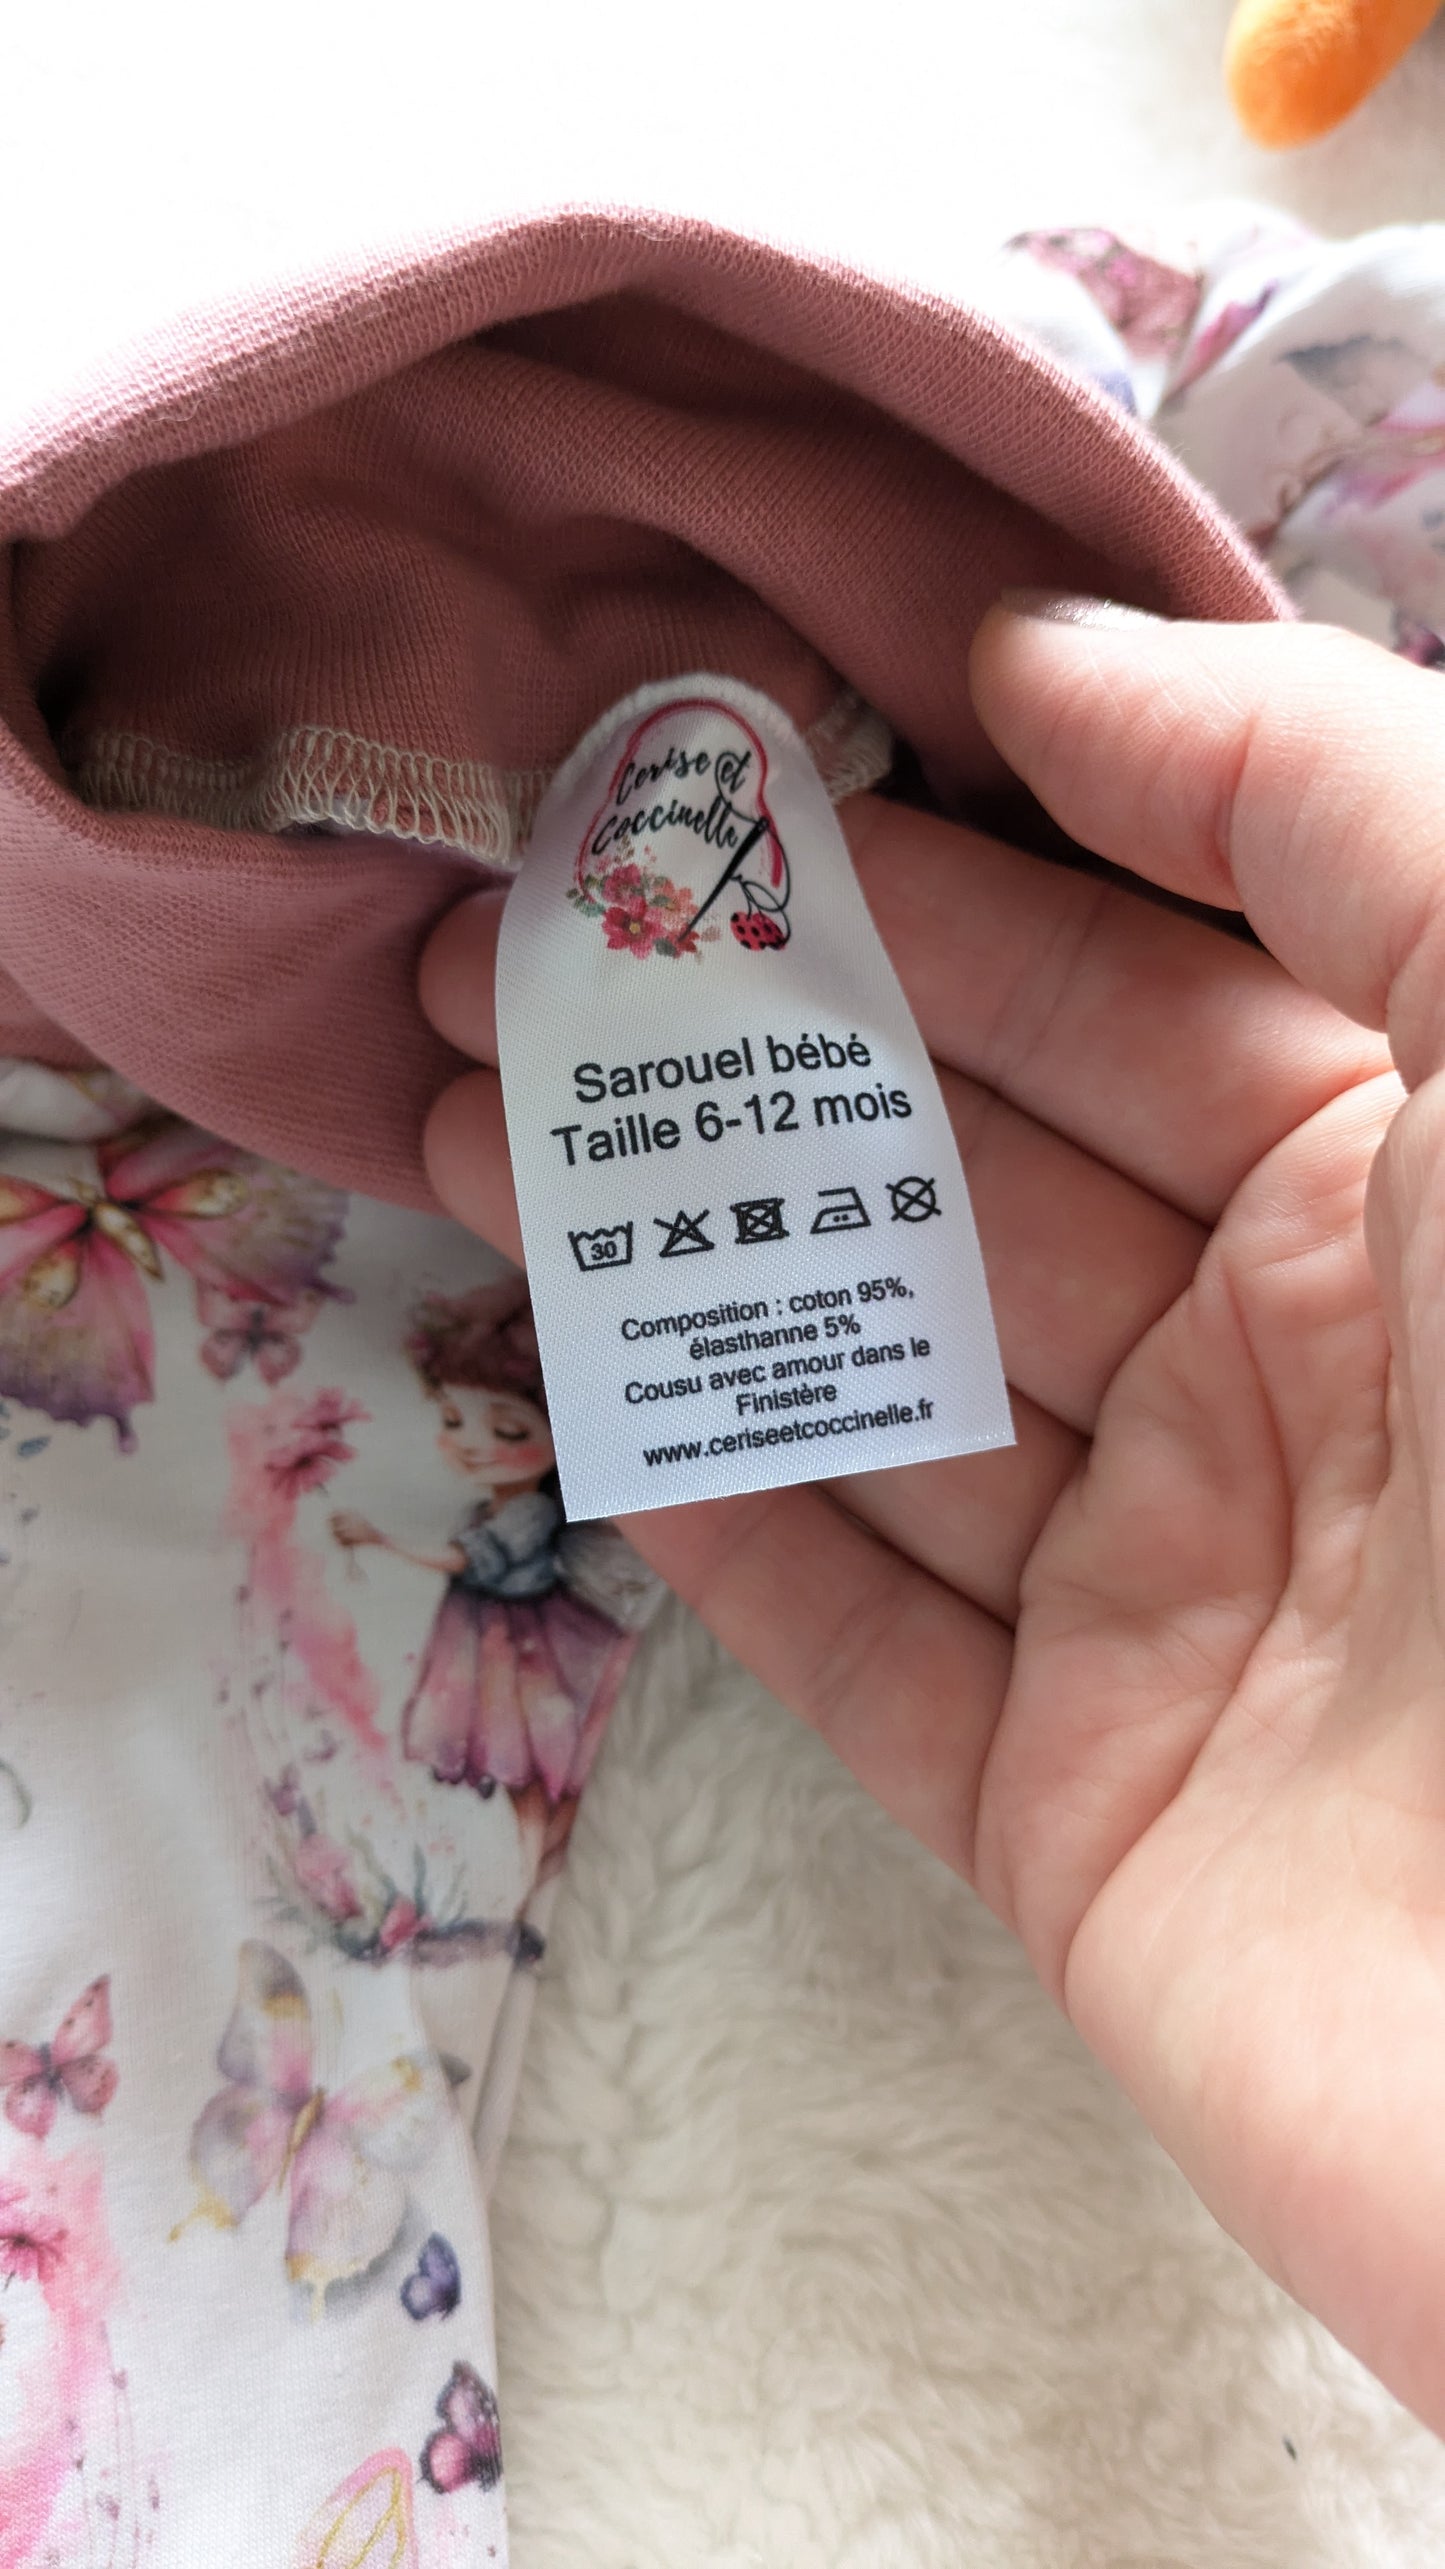 Cerise et
Coccinelle
Sarouel bébé
Taille 6-12 mois
30
Composition : coton 95%,
élasthanne 5%
Cousu avec amour dans le
Finistère
www.ceriseetcoccinelle.fr